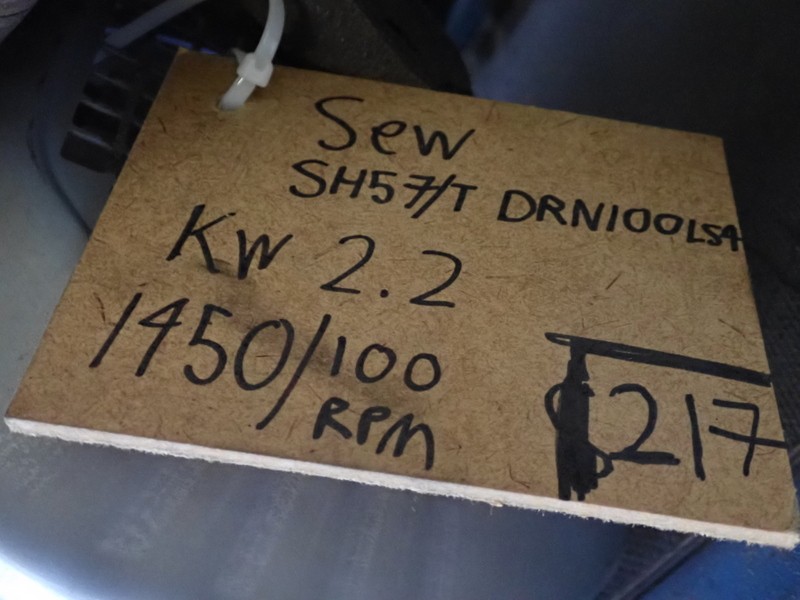 Sew
SH57/T DRN100LS4
KW 2.2
1450/100
RPM
217